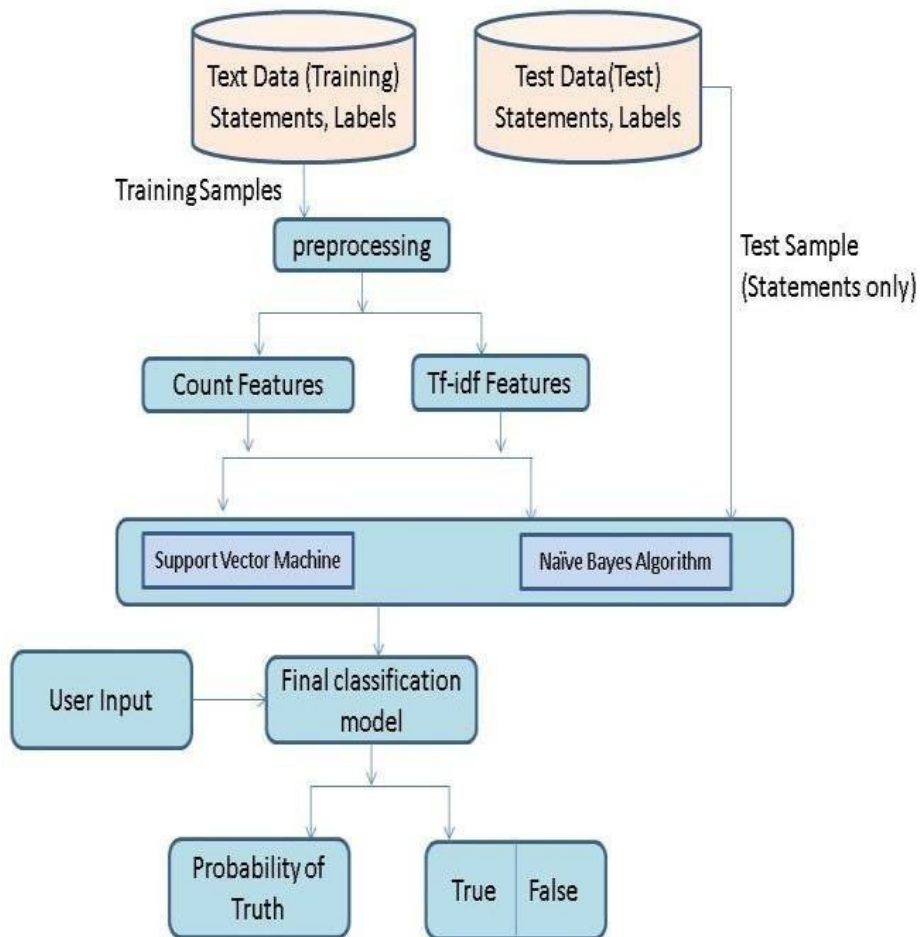 Text Data (Training)
Statements, Labels
Test Data(Test)
Statements, Labels
Training Samples
preprocessing
Test Sample
(Statements only)
Count Features
Tf-idf Features
Support Vector Machine
Naïve Bayes Algorithm
User Input
Final classification
model
Probability of
Truth
True
False